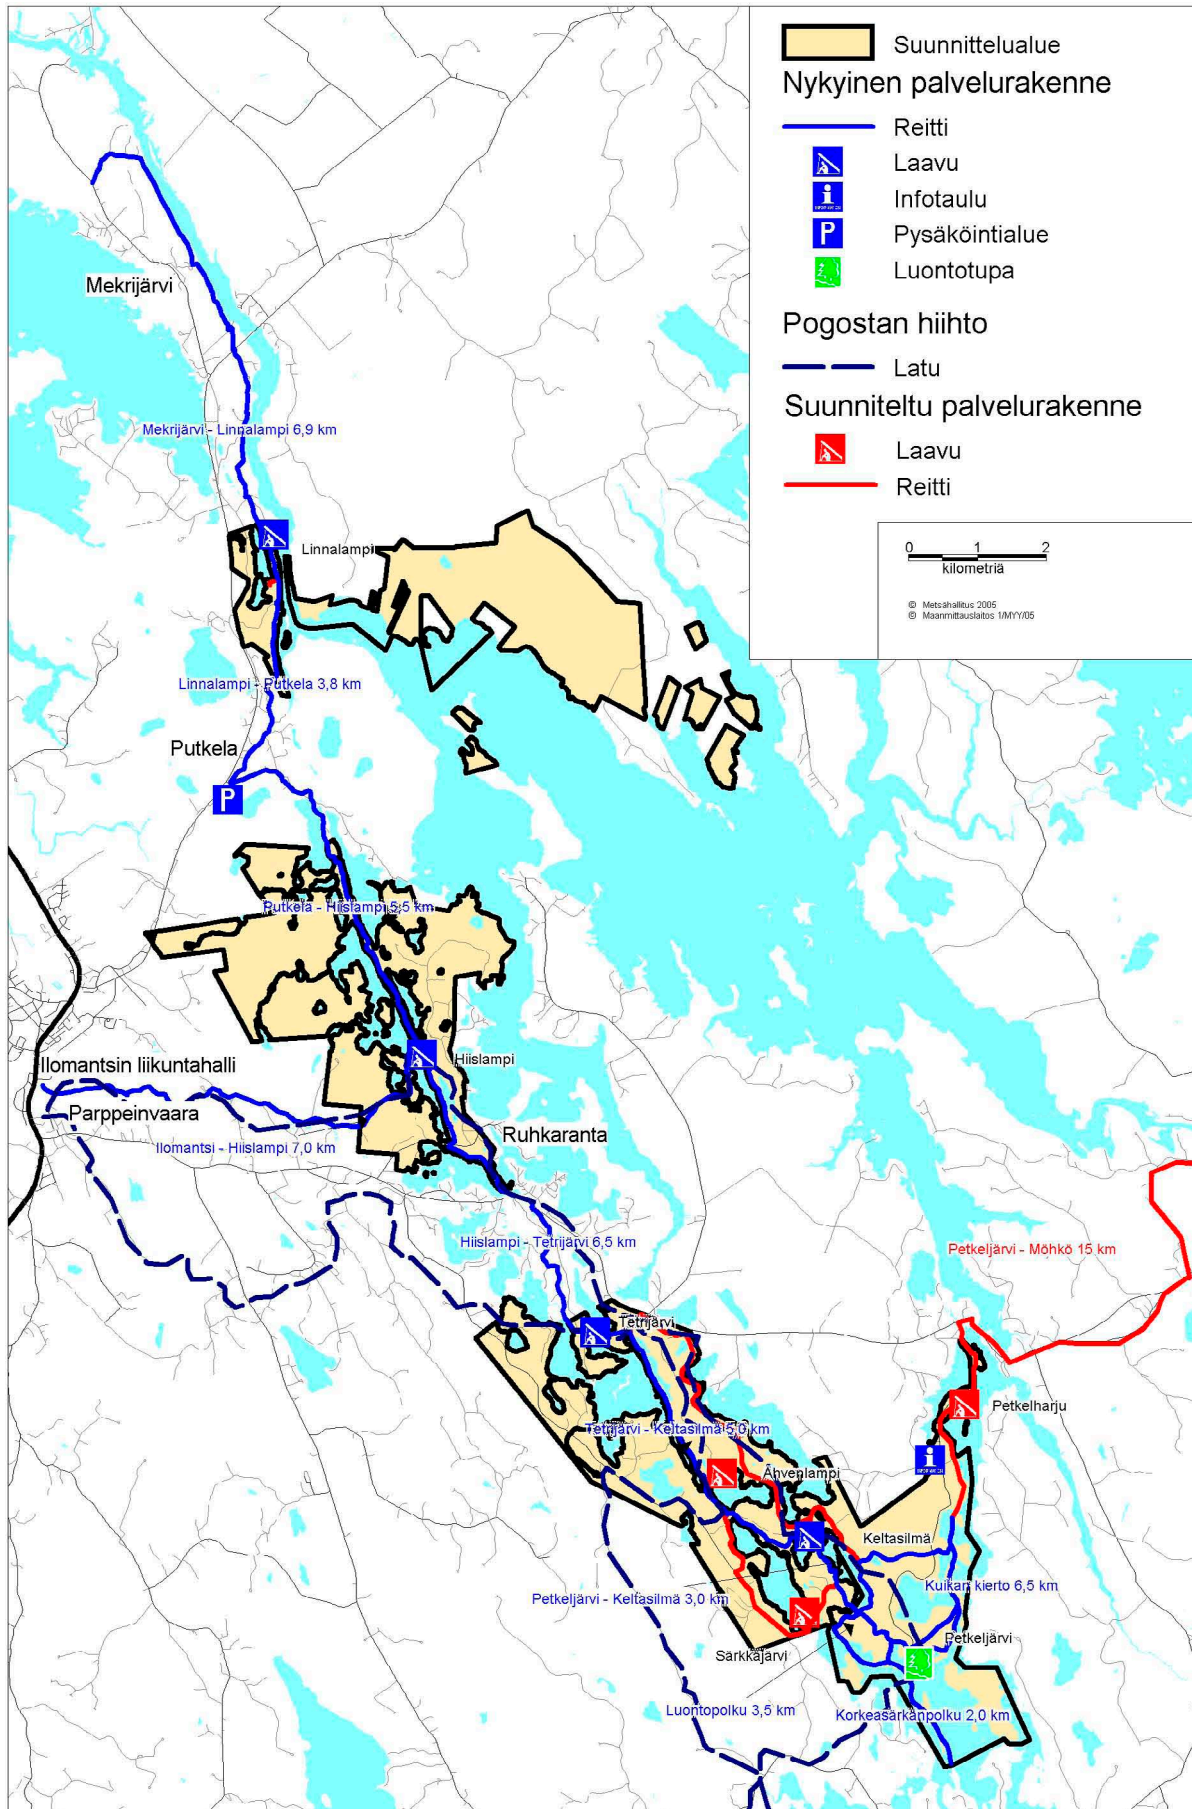 Suunnittelualue
Nykyinen palvelurakenne
Reitti
Laavu
Infotaulu
P
Pysäköintialue
Luontotupa
Pogostan hiihto
Latu
Suunniteltu palvelurakenne
Laavu
Reitti
0 1 2
kilometriä
© Metsähallitus 2005
© Maanmittauslaitos 1/MYY/05
Mekrijärvi
Mekrijärvi - Linnalampi 6,9 km
Linnalampi
Linnalampi - Putkela 3,8 km
Putkela
P
Putkela - Hiislampi 5,5 km
Hiislampi
Ilomantsin liikuntahalli
Parppeinvaara
Ilomantsi - Hiislampi 7,0 km
Ruhkaranta
Hiislampi - Tetrijärvi 6,5 km
Petkeljärvi - Möhkö 15 km
Tetrijärvi
Petkelharju
Tetrijärvi - Keltasilmä 5,0 km
Ahvenlampi
Keltasilmä
Kuikan kierto 6,5 km
Petkeljärvi - Keltasilmä 3,0 km
Petkeljärvi
Särkkäjärvi
Luontopolku 3,5 km
Korkeasärkänpolku 2,0 km